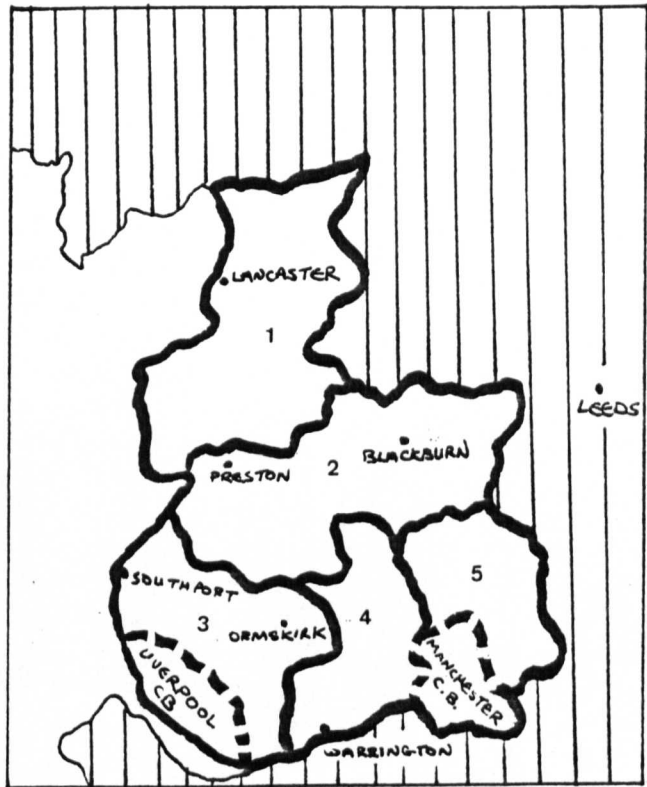 LANCASTER
1
LEEDS
BLACKBURN
PRESTON
2
SOUTHPORT
5
3
ORMSKIRK
4
LIVERPOOL
C.B
MANCHESTER
C.B.
WARRINGTON